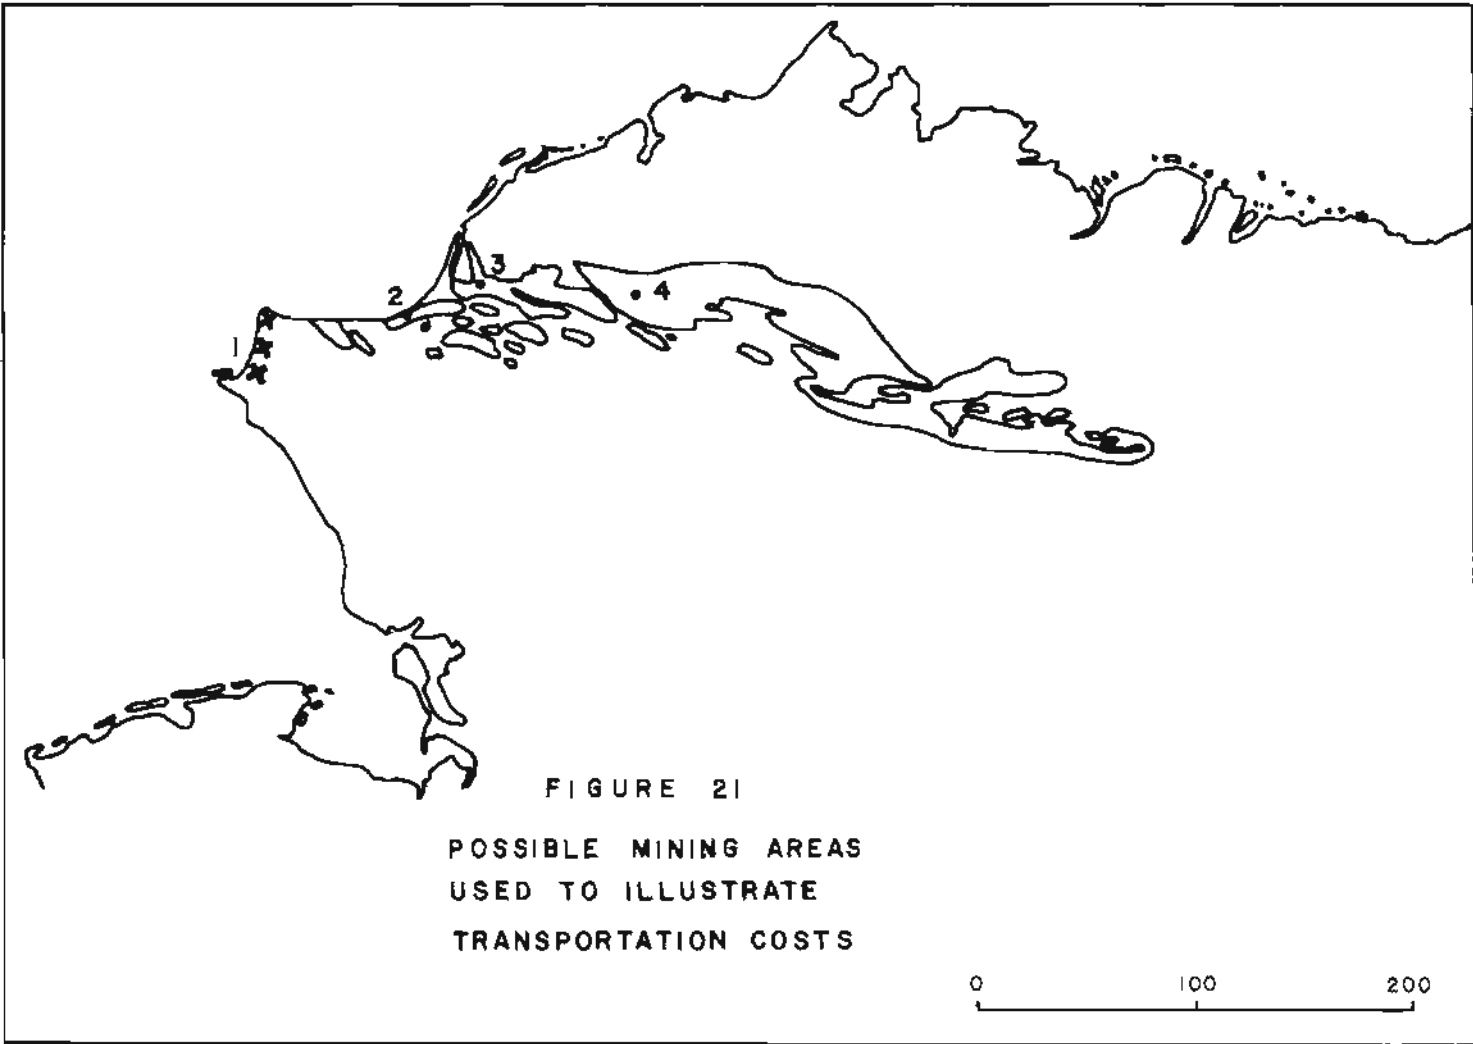 3
4
2
1
FIGURE 21
POSSIBLE MINING AREAS
USED TO ILLUSTRATE
TRANSPORTATION COSTS
0 100 200